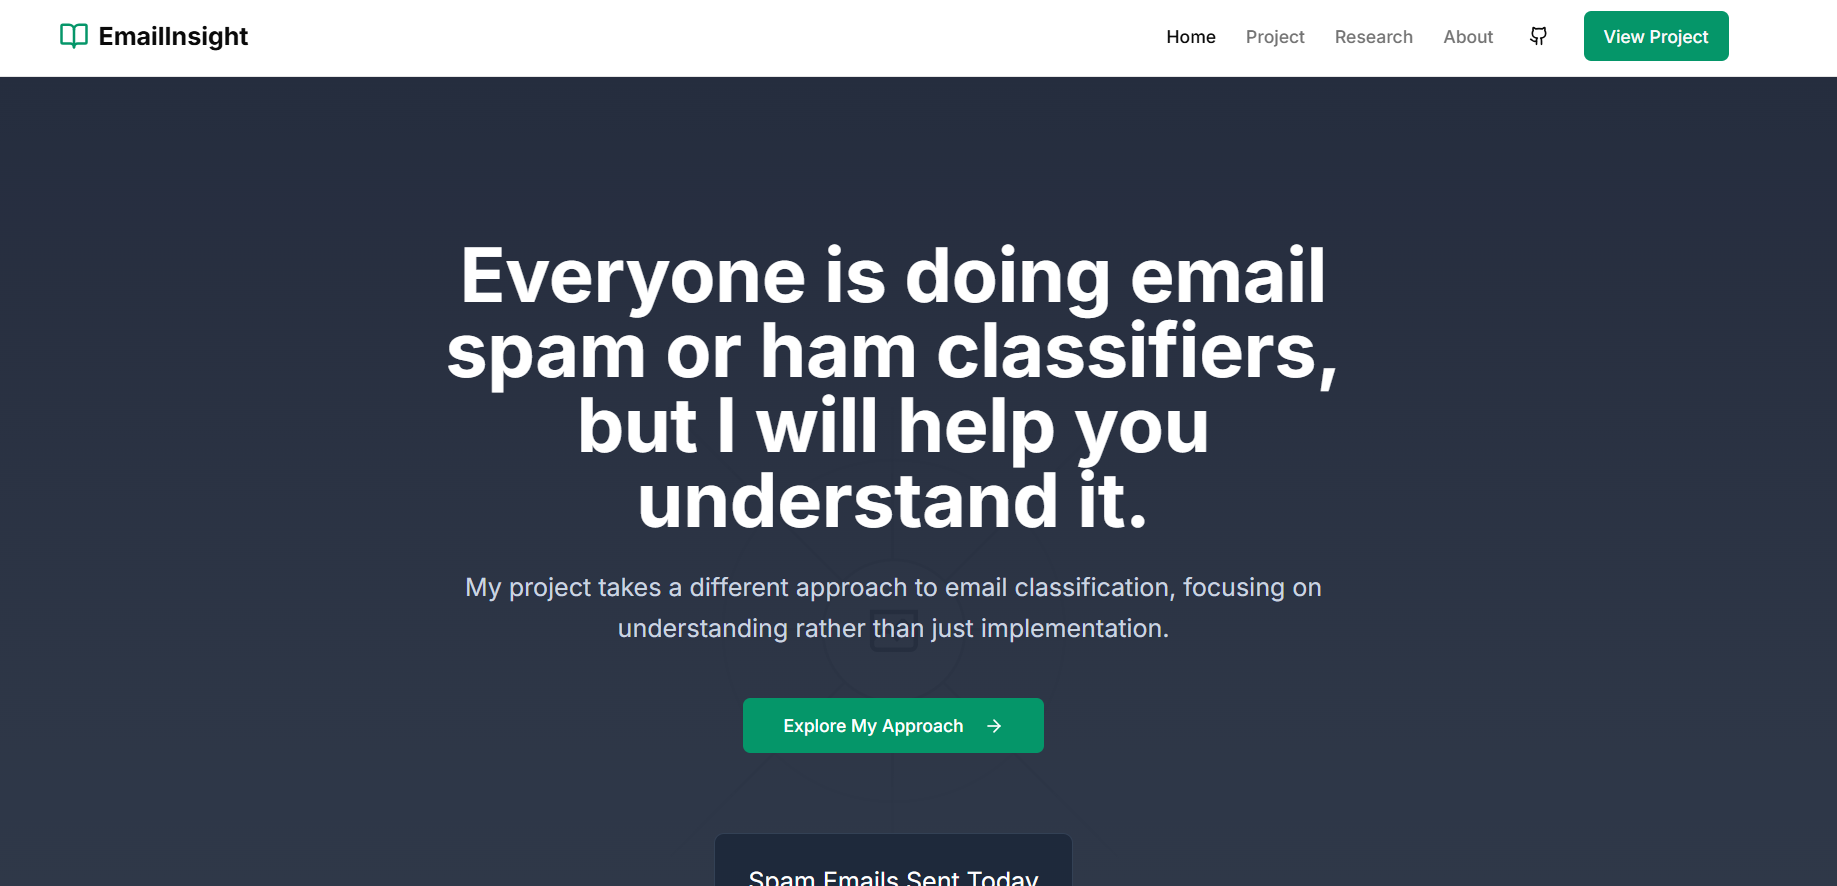 EmailInsight
Home
Project
Research
About
View Project
Everyone is doing email
spam or ham classifiers,
but I will help you
understand it.
My project takes a different approach to email classification, focusing on
understanding rather than just implementation.
Explore My Approach
Spam Emails Sent Today